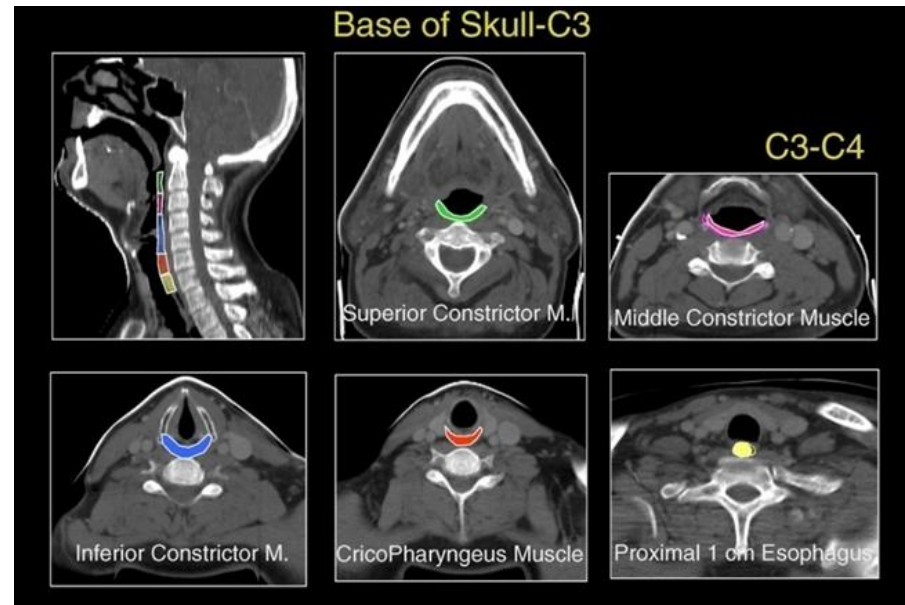 Base of Skull-C3
C3-C4
Superior Constrictor M.
Middle Constrictor Muscle
Inferior Constrictor M.
CricoPharyngeus Muscle
Proximal 1 cm Esophagus